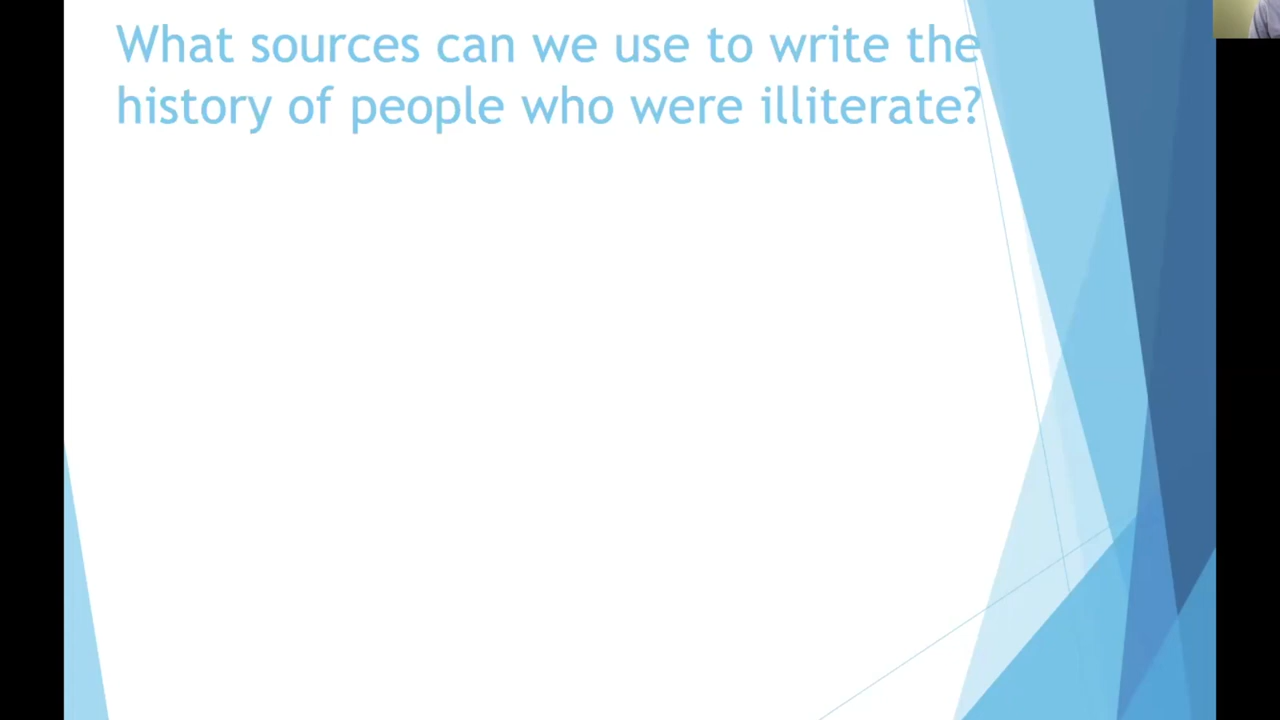 What sources can we use to write the
history of people who were illiterate?